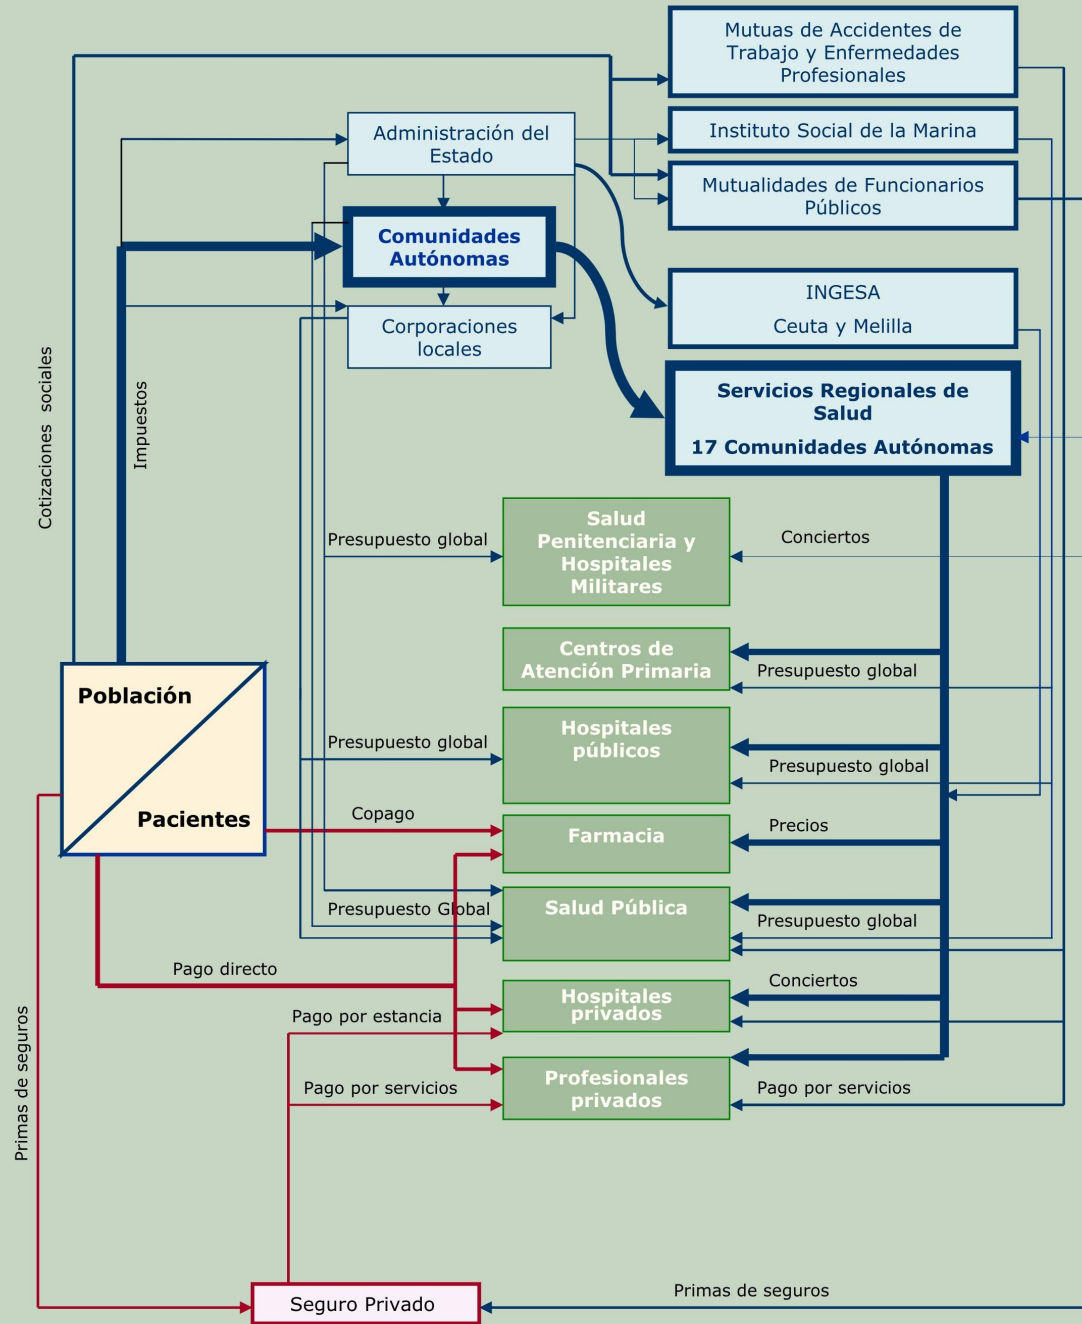 Mutuas de Accidentes de
Trabajo y Enfermedades
Profesionales
Administración del
Estado
Instituto Social de la Marina
Mutualidades de Funcionarios
Públicos
Comunidades
Autónomas
INGESA
Ceuta y Melilla
Corporaciones
locales
Cotizaciones sociales
Impuestos
Servicios Regionales de
Salud
17 Comunidades Autónomas
Presupuesto global
Salud
Penitenciaria y
Hospitales
Militares
Conciertos
Centros de
Atención Primaria
Presupuesto global
Población
Pacientes
Presupuesto global
Hospitales
públicos
Presupuesto global
Copago
Farmacia
Precios
Presupuesto Global
Salud Pública
Presupuesto global
Pago directo
Hospitales
privados
Conciertos
Pago por estancia
Pago por servicios
Profesionales
privados
Pago por servicios
Primas de seguros
Seguro Privado
Primas de seguros